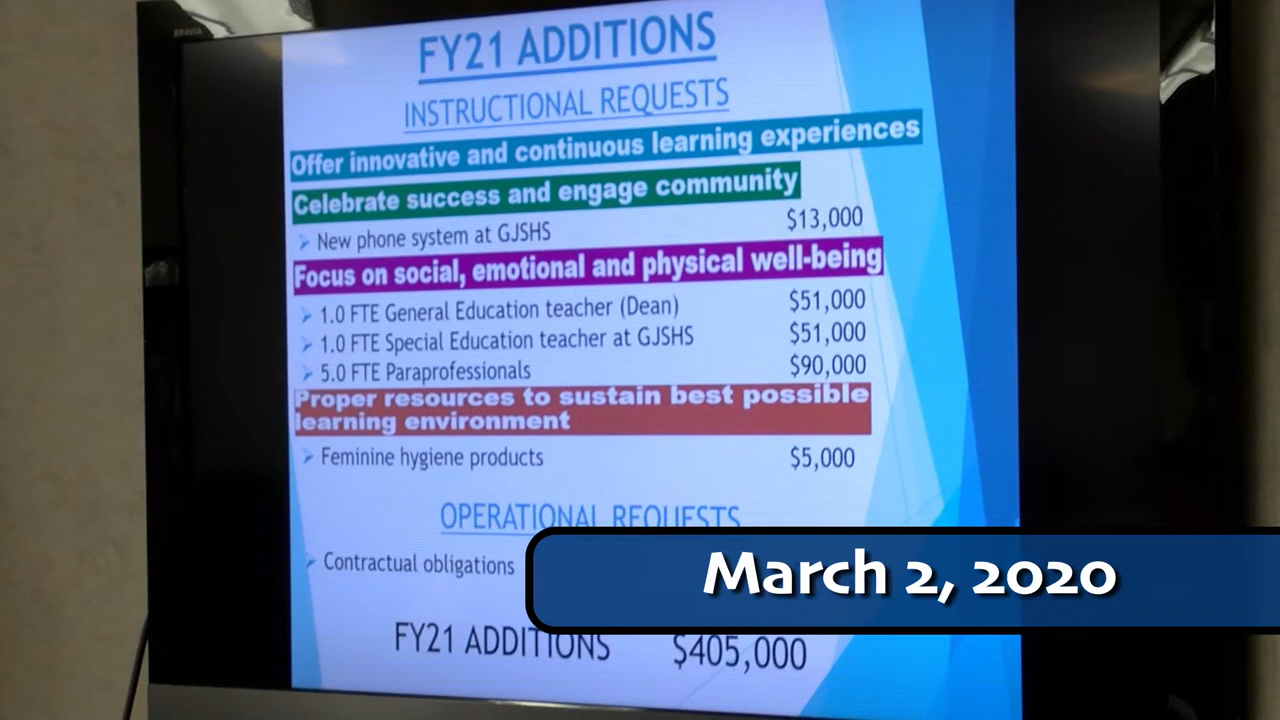 BRAVIA
FY21 ADDITIONS
INSTRUCTIONAL REQUESTS
Offer innovative and continuous learning experiences
Celebrate success and engage community
New phone system at GJSHS $13,000
Focus on social, emotional and physical well-being
1.0 FTE General Education teacher (Dean) $51,000
1.0 FTE Special Education teacher at GJSHS $51,000
5.0 FTE Paraprofessionals $90,000
Proper resources to sustain best possible
learning environment
Feminine hygiene products $5,000
OPERATIONAL REQUESTS
Contractual obligations
March 2, 2020
FY21 ADDITIONS $405,000